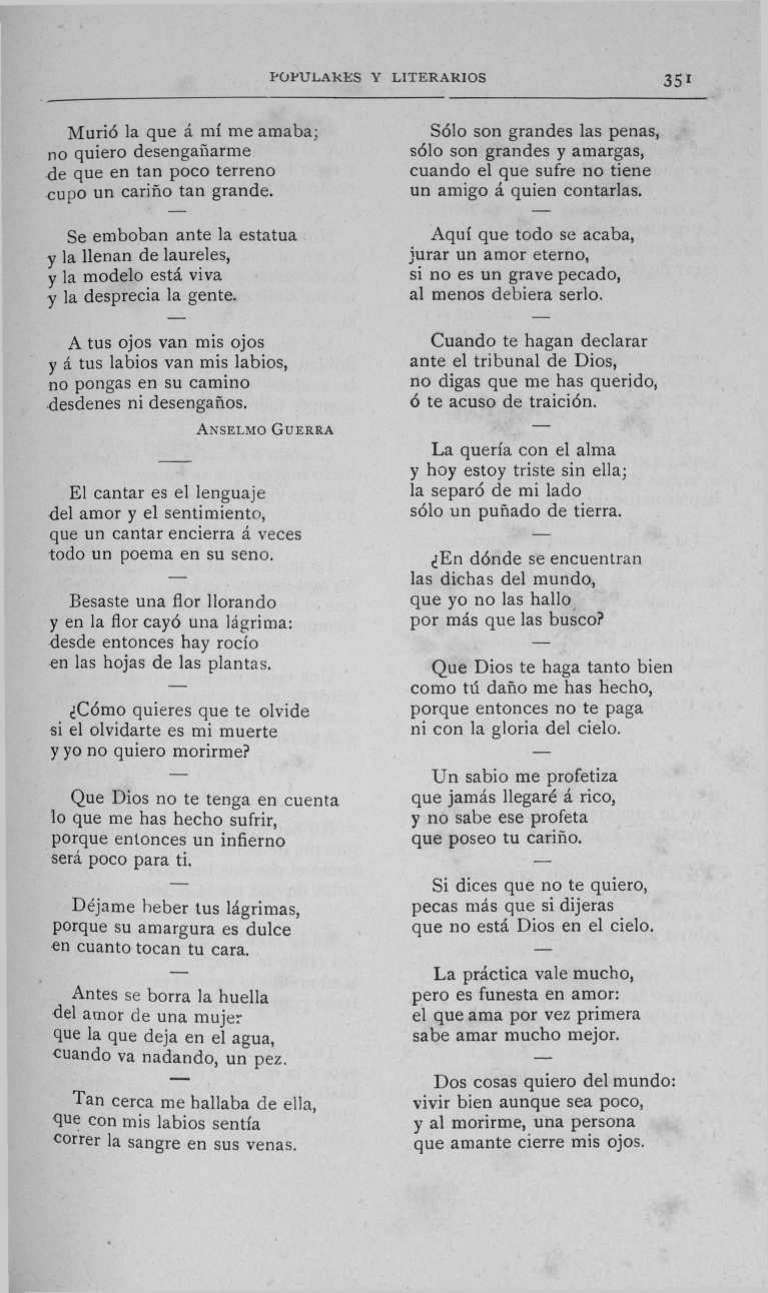 POPULARES Y LITERARIOS 351
Murió la que á mí me amaba;
no quiero desengañarme
de que en tan poco terreno
cupo un cariño tan grande.
Se emboban ante la estatua
y la llenan de laureles,
y la modelo está viva
y la desprecia la gente.
A tus ojos van mis ojos
y á tus labios van mis labios,
no pongas en su camino
desdenes ni desengaños.
ANSELMO GUERRA
El cantar es el lenguaje
del amor y el sentimiento,
que un cantar encierra á veces
todo un poema en su seno.
Besaste una flor llorando
y en la flor cayó una lágrima:
desde entonces hay rocío
en las hojas de las plantas.
¿Cómo quieres que te olvide
si el olvidarte es mi muerte
y yo no quiero morirme?
Que Dios no te tenga en cuenta
lo que me has hecho sufrir,
porque entonces un infierno
será poco para ti.
Déjame beber tus lágrimas,
porque su amargura es dulce
en cuanto tocan tu cara.
Antes se borra la huella
del amor de una mujer
que la que deja en el agua,
cuando va nadando, un pez.
Tan cerca me hallaba de ella,
que con mis labios sentía
correr la sangre en sus venas.
Sólo son grandes las penas,
sólo son grandes y amargas,
cuando el que sufre no tiene
un amigo á quien contarlas.
Aquí que todo se acaba,
jurar un amor eterno,
si no es un grave pecado,
al menos debiera serlo.
Cuando te hagan declarar
ante el tribunal de Dios,
no digas que me has querido,
ó te acuso de traición.
La quería con el alma
y hoy estoy triste sin ella;
la separó de mi lado
sólo un puñado de tierra.
¿En dónde se encuentran
las dichas del mundo,
que yo no las hallo
por más que las busco?
Que Dios te haga tanto bien
como tú daño me has hecho,
porque entonces no te paga
ni con la gloria del cielo.
Un sabio me profetiza
que jamás llegaré á rico,
y no sabe ese profeta
que poseo tu cariño.
Si dices que no te quiero,
pecas más que si dijeras
que no está Dios en el cielo.
La práctica vale mucho,
pero es funesta en amor:
el que ama por vez primera
sabe amar mucho mejor.
Dos cosas quiero del mundo:
vivir bien aunque sea poco,
y al morirme, una persona
que amante cierre mis ojos.